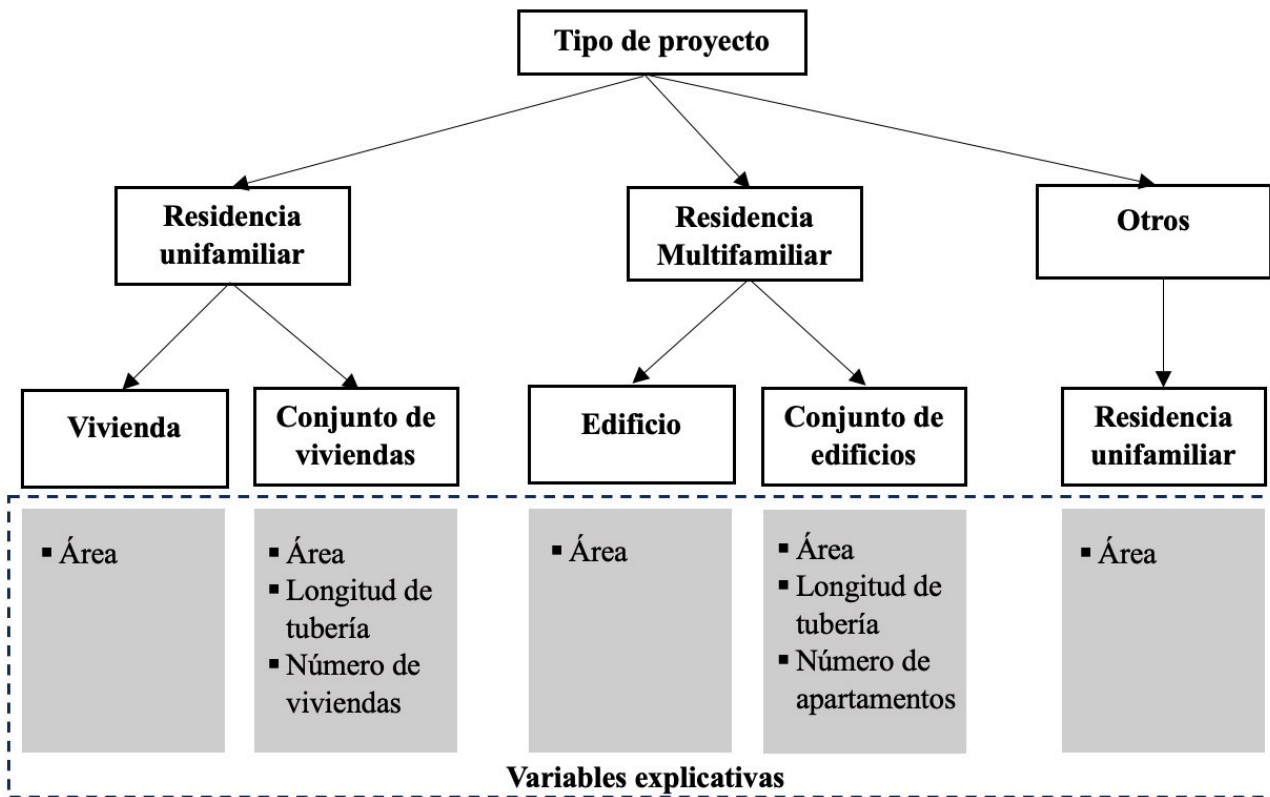 Tipo de proyecto
Residencia
unifamiliar
Residencia
Multifamiliar
Otros
Vivienda
Conjunto de
viviendas
Edificio
Conjunto de
edificios
Residencia
unifamiliar
▪ Área
▪ Área
▪ Longitud de
tubería
▪ Número de
viviendas
▪ Área
▪ Área
▪ Longitud de
tubería
▪ Número de
apartamentos
▪ Área
Variables explicativas